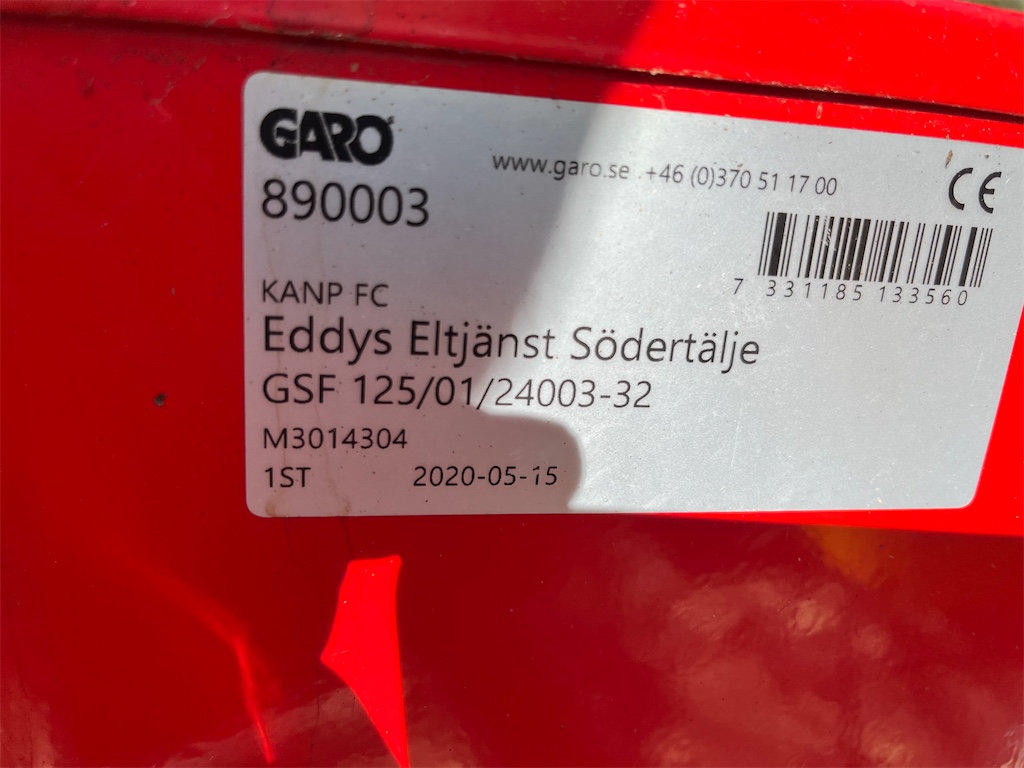 GARO
www.garo.se +46 (0)370 51 17 00
CE
890003
7 331185 133560
KANP FC
Eddys Eltjänst Södertälje
GSF 125/01/24003-32
M3014304
1ST 2020-05-15